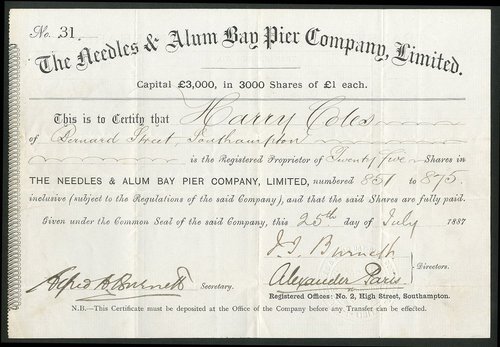 No. 31.
The Needles & Alum Bay Pier Company, Limited.
Capital £3,000, in 3000 Shares of £1 each.
This is to Certify that Harry Coles
of Bernard Street, Southampton
is the Registered Proprietor of Twenty five Shares in
THE NEEDLES & ALUM BAY PIER COMPANY, LIMITED, numbered 851 to 875
inclusive (subject to the Regulations of the said Company), and that the said Shares are fully paid.
Given under the Common Seal of the said Company, this 25th day of July 1887
Burnett
Alexander Paris
Directors.
Alfred H Burnett Secretary.
Registered Offices: No. 2, High Street, Southampton.
N.B.—This Certificate must be deposited at the Office of the Company before any Transfer can be effected.